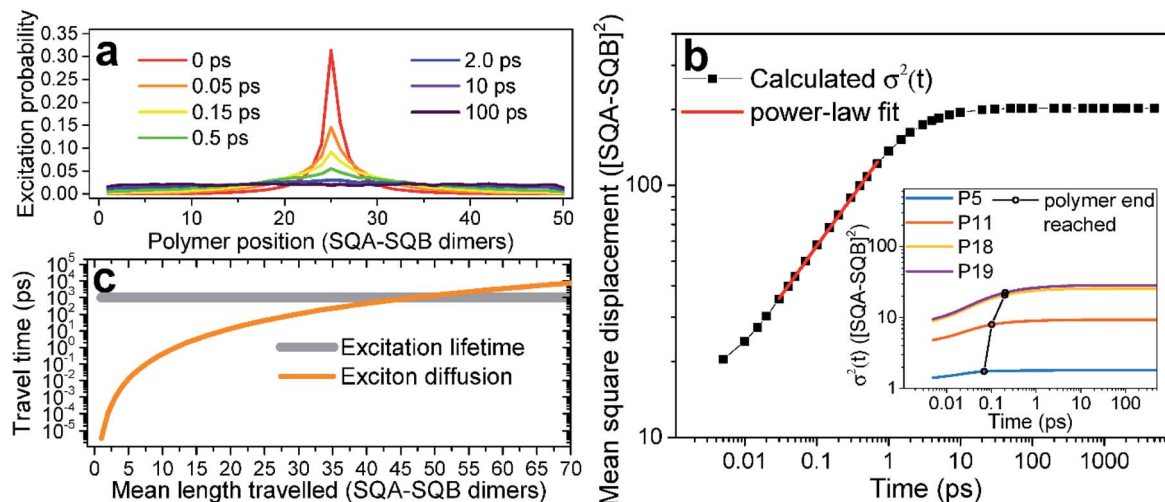 a
Excitation probability
0.35
0.30
0.25
0.20
0.15
0.10
0.05
0.00
0 ps
0.05 ps
0.15 ps
0.5 ps
2.0 ps
10 ps
100 ps
0 10 20 30 40 50
Polymer position (SQA-SQB dimers)
c
Travel time (ps)
10⁵
10⁴
10³
10²
10¹
10⁰
10⁻¹
10⁻²
10⁻³
10⁻⁴
10⁻⁵
Excitation lifetime
Exciton diffusion
0 5 10 15 20 25 30 35 40 45 50 55 60 65 70
Mean length travelled (SQA-SQB dimers)
b
Mean square displacement ([SQA-SQB]²)
100
10
Calculated σ²(t)
power-law fit
0.01 0.1 1 10 100 1000
Time (ps)
σ²(t) ([SQA-SQB]²)
100
10
1
P5
P11
P18
P19
polymer end
reached
0.01 0.1 1 10 100
Time (ps)